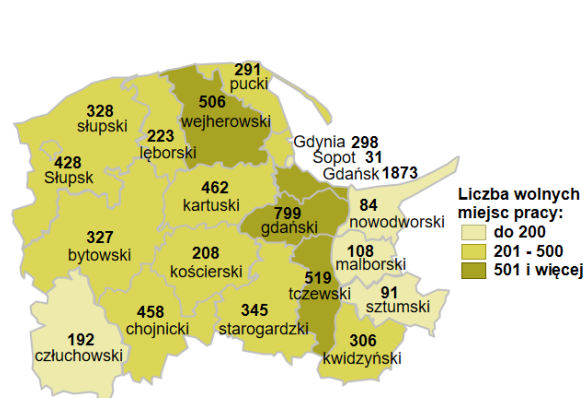 291
pucki
506
wejherowski
328
słupski
223
lęborski
Gdynia 298
Sopot 31
Gdańsk 1873
428
Słupsk
462
kartuski
84
nowodworski
799
gdański
Liczba wolnych
miejsc pracy:
do 200
201 - 500
501 i więcej
327
bytowski
208
kościerski
108
malborski
519
tczewski
91
sztumski
192
człuchowski
458
chojnicki
345
starogardzki
306
kwidzyński